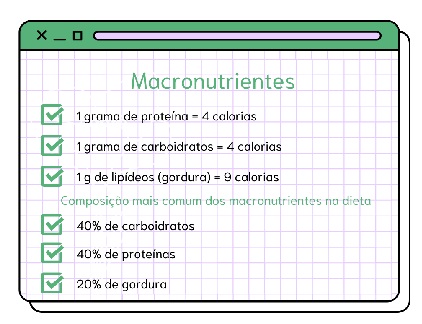 Macronutrientes
1 grama de proteína = 4 calorias
1 grama de carboidratos = 4 calorias
1 g de lipídeos (gordura) = 9 calorias
Composição mais comum dos macronutrientes na dieta
40% de carboidratos
40% de proteínas
20% de gordura